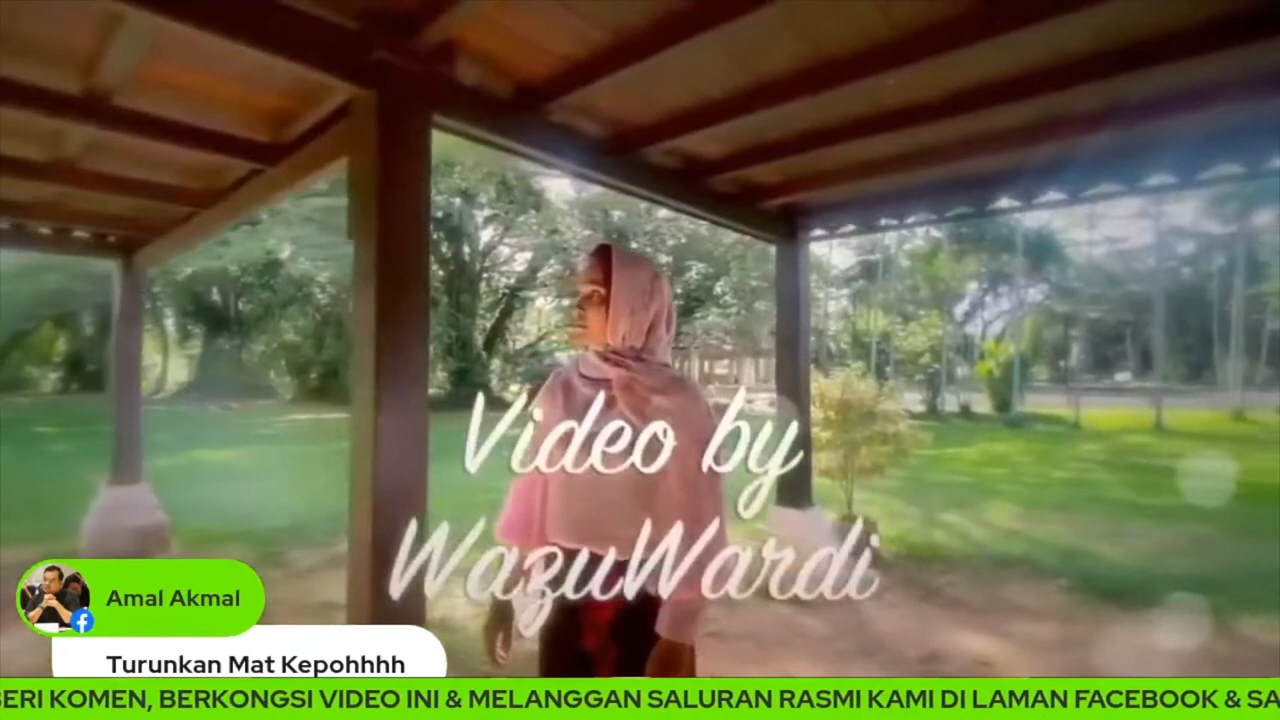 Video by
WazuWardi
Amal Akmal
Turunkan Mat Kepohhhh
BERI KOMEN, BERKONGSI VIDEO INI & MELANGGAN SALURAN RASMI KAMI DI LAMAN FACEBOOK &